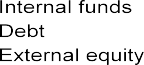 Internal funds
Debt
External equity